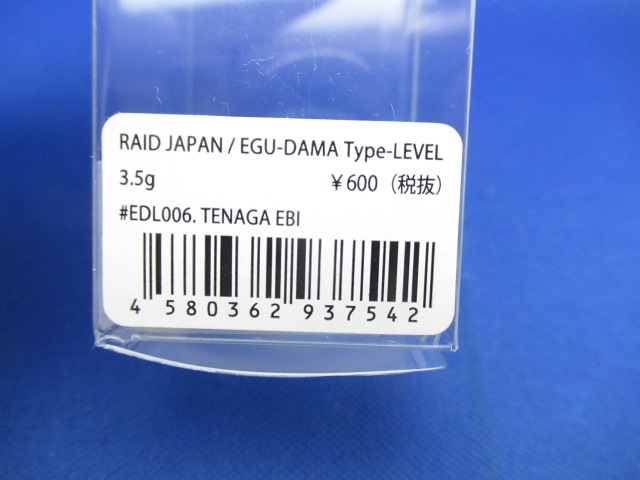 RAID JAPAN / EGU-DAMA Type-LEVEL
3.5g ￥600（税抜）
#EDL006. TENAGA EBI
4 580362 937542